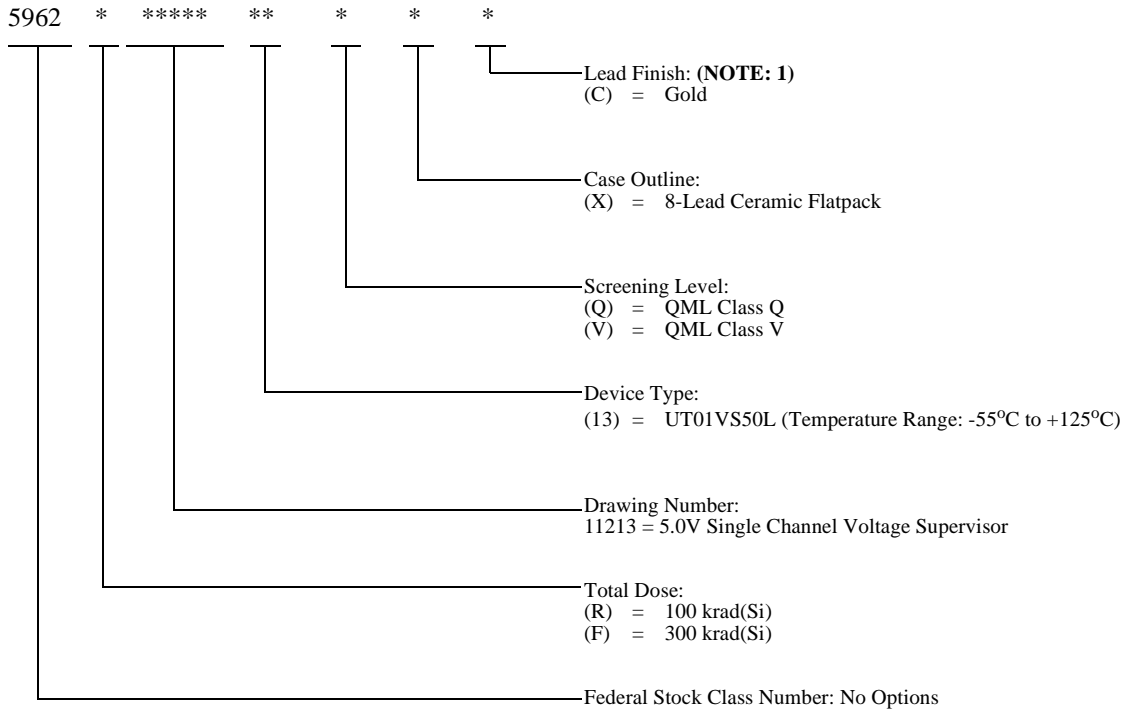 5962 * ***** ** * * *
Lead Finish: (NOTE: 1)
(C) = Gold
Case Outline:
(X) = 8-Lead Ceramic Flatpack
Screening Level:
(Q) = QML Class Q
(V) = QML Class V
Device Type:
(13) = UT01VS50L (Temperature Range: -55°C to +125°C)
Drawing Number:
11213 = 5.0V Single Channel Voltage Supervisor
Total Dose:
(R) = 100 krad(Si)
(F) = 300 krad(Si)
Federal Stock Class Number: No Options